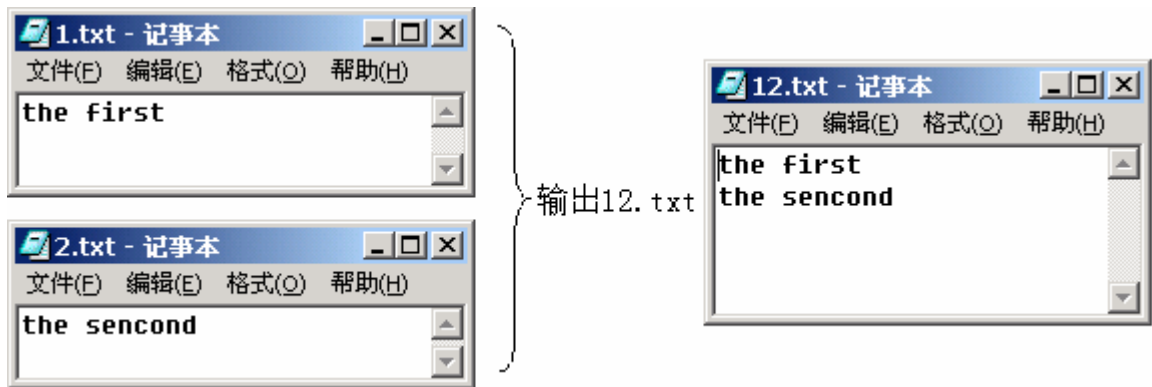 1.txt - 记事本
文件(F) 编辑(E) 格式(O) 帮助(H)
the first
2.txt - 记事本
文件(F) 编辑(E) 格式(O) 帮助(H)
the sencond
输出12.txt
12.txt - 记事本
文件(F) 编辑(E) 格式(O) 帮助(H)
the first
the sencond